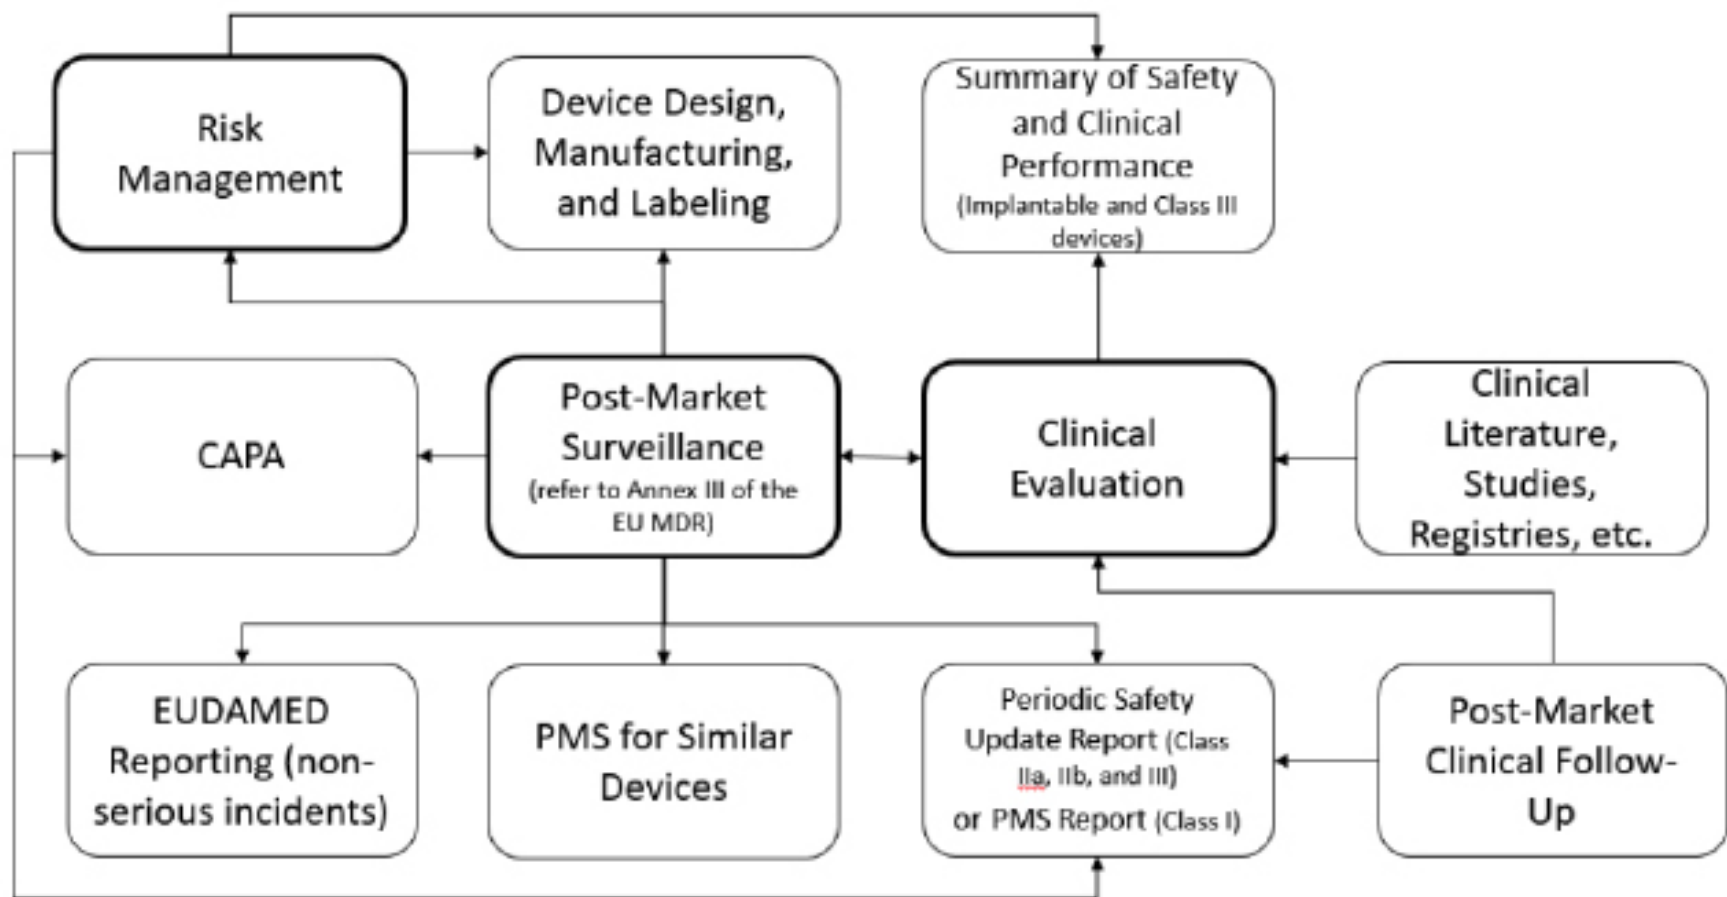 Risk
Management
Device Design,
Manufacturing,
and Labeling
Summary of Safety
and Clinical
Performance
(Implantable and Class III
devices)
CAPA
Post-Market
Surveillance
(refer to Annex III of the
EU MDR)
Clinical
Evaluation
Clinical
Literature,
Studies,
Registries, etc.
EUDAMED
Reporting (non-
serious incidents)
PMS for Similar
Devices
Periodic Safety
Update Report (Class
IIa, IIb, and III)
or PMS Report (Class I)
Post-Market
Clinical Follow-
Up